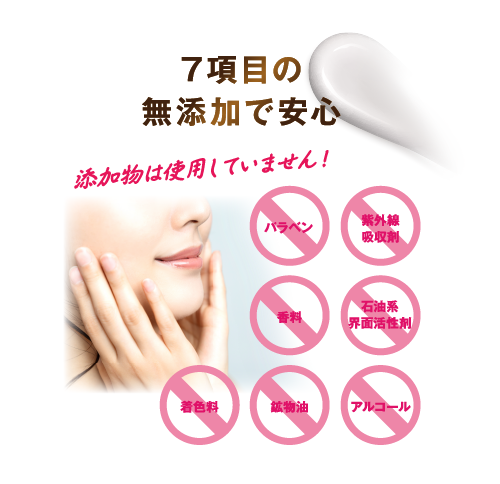 7項目の
無添加で安心
添加物は使用していません！
パラベン
紫外線
吸収剤
香料
石油系
界面活性剤
着色料
鉱物油
アルコール